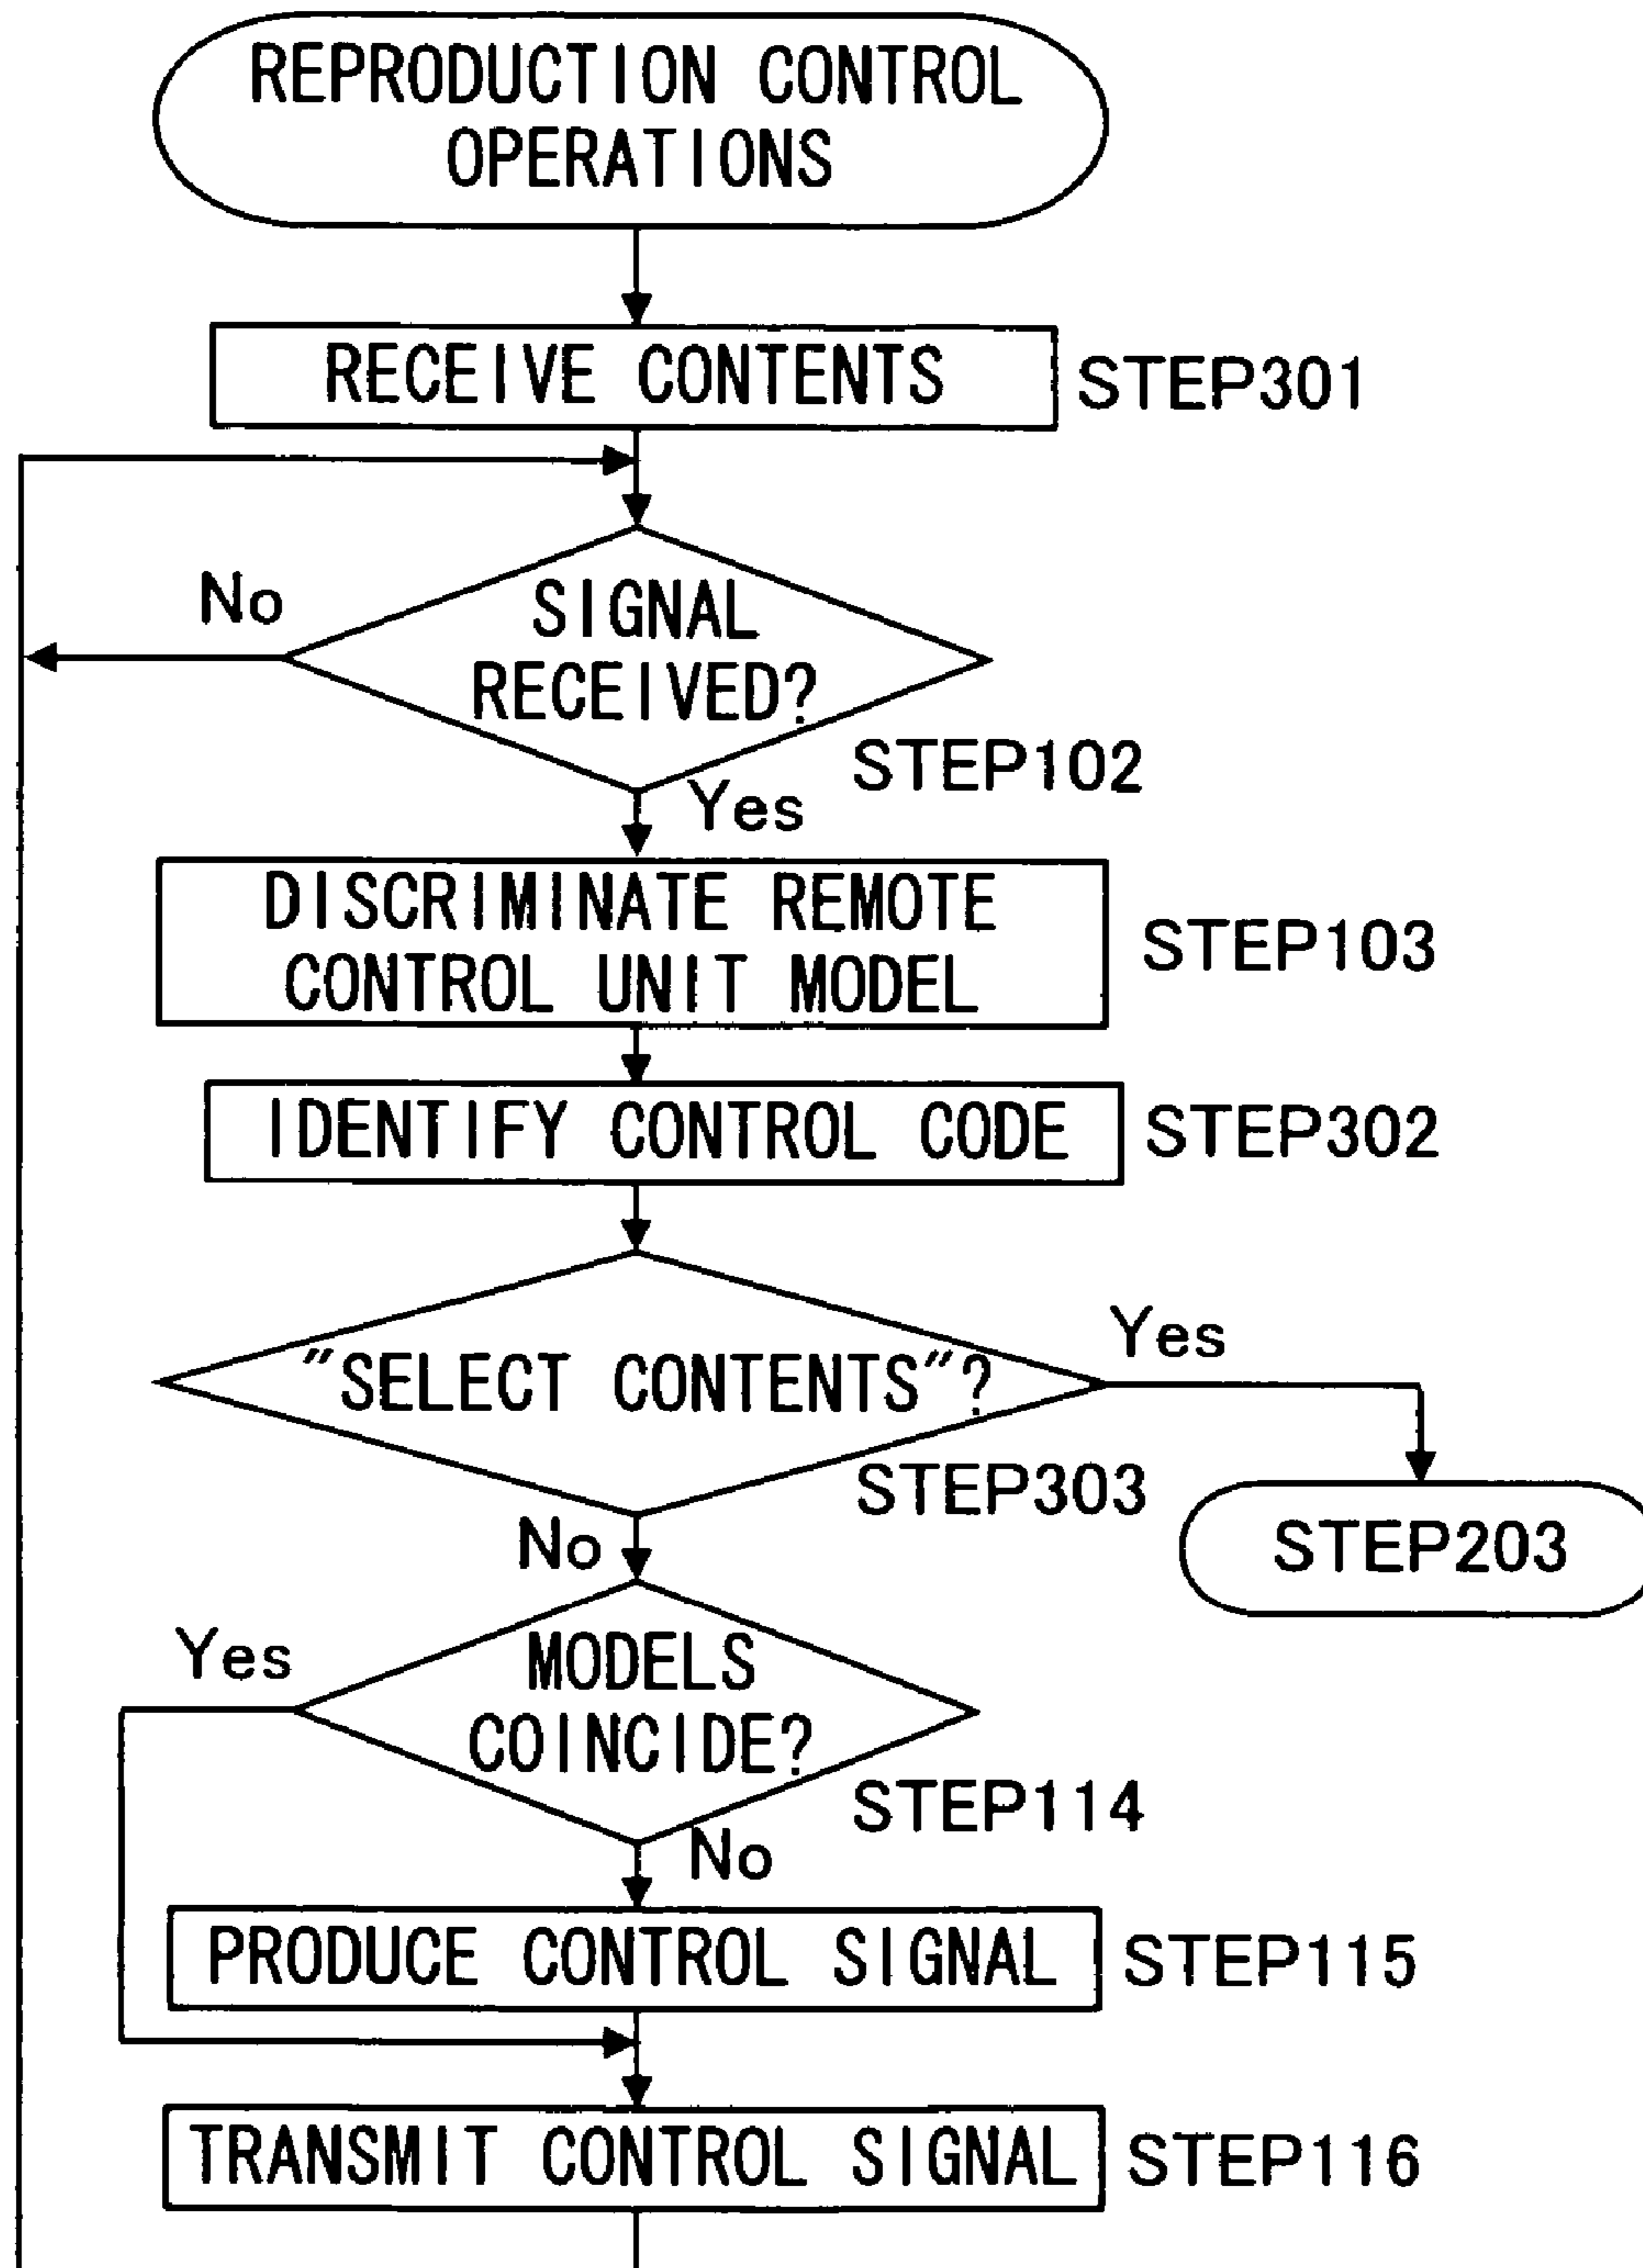 REPRODUCTION CONTROL
OPERATIONS
RECEIVE CONTENTS
STEP301
No
SIGNAL
RECEIVED?
STEP102
Yes
DISCRIMINATE REMOTE
CONTROL UNIT MODEL
STEP103
IDENTIFY CONTROL CODE
STEP302
"SELECT CONTENTS"?
Yes
STEP303
STEP203
No
Yes
MODELS
COINCIDE?
STEP114
No
PRODUCE CONTROL SIGNAL
STEP115
TRANSMIT CONTROL SIGNAL
STEP116